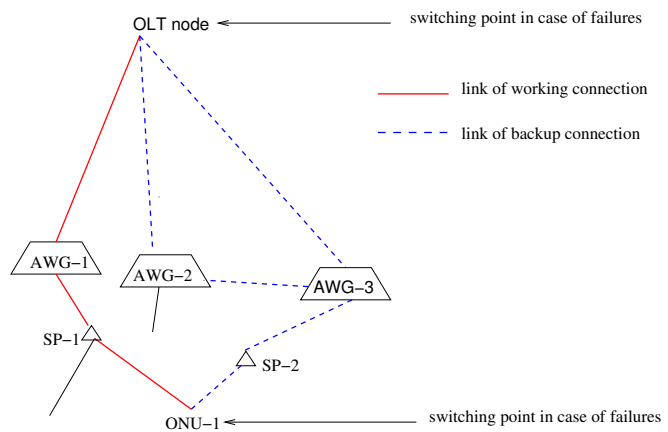 OLT node
switching point in case of failures
link of working connection
link of backup connection
AWG-1
AWG-2
AWG-3
SP-1
SP-2
ONU-1
switching point in case of failures